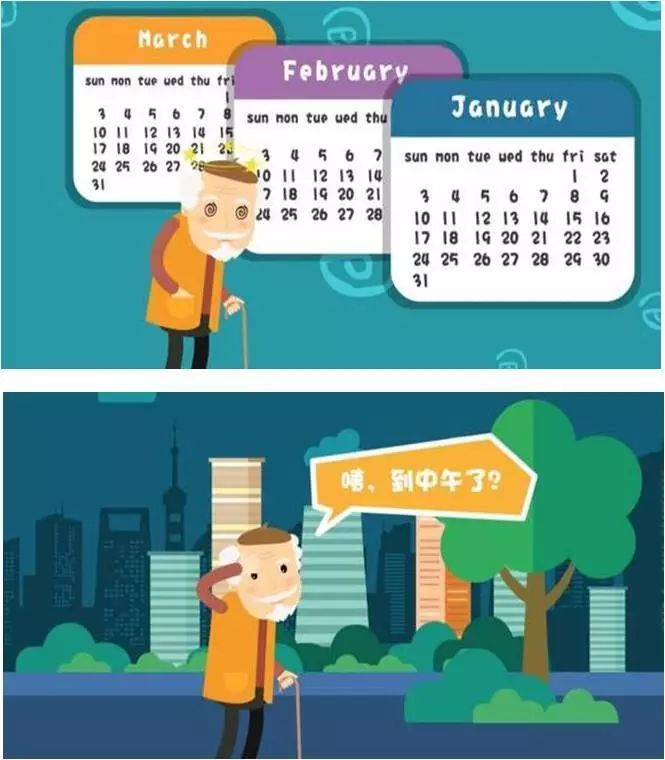 March
sun mon tue wed thu fri
1
3 4 5 6 7 8
10 11 12 13 14 15
17 18 19 20 21
24 25 26 27 28
31
February
sun mon tue wed thu
3 4 5 6 7
10 11 12 13 14
18 19 20 21
24 25 26 27 28
January
sun mon tue wed thu fri sat
1 2
3 4 5 6 7 8 9
10 11 12 13 14 15 16
17 18 19 20 21 22 23
24 25 26 27 28 29 30
31
咦、到中午了?